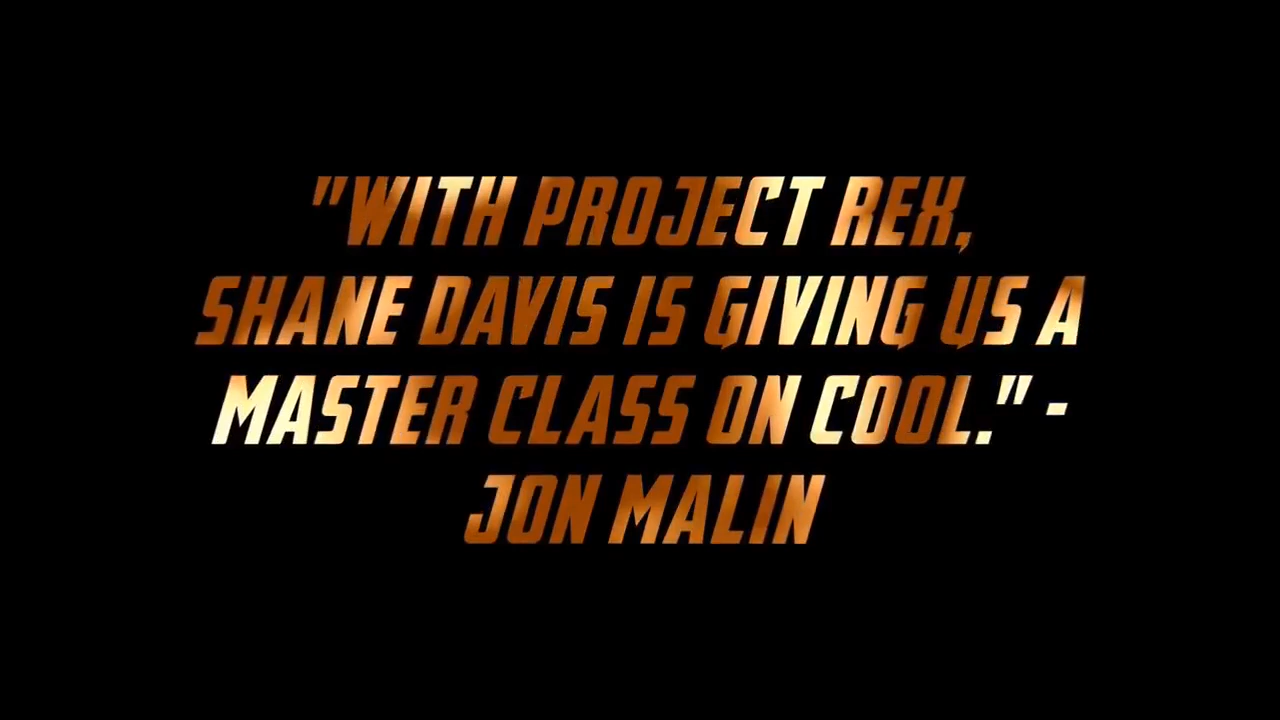 "WITH PROJECT REX,
SHANE DAVIS IS GIVING US A
MASTER CLASS ON COOL." -
JON MALIN